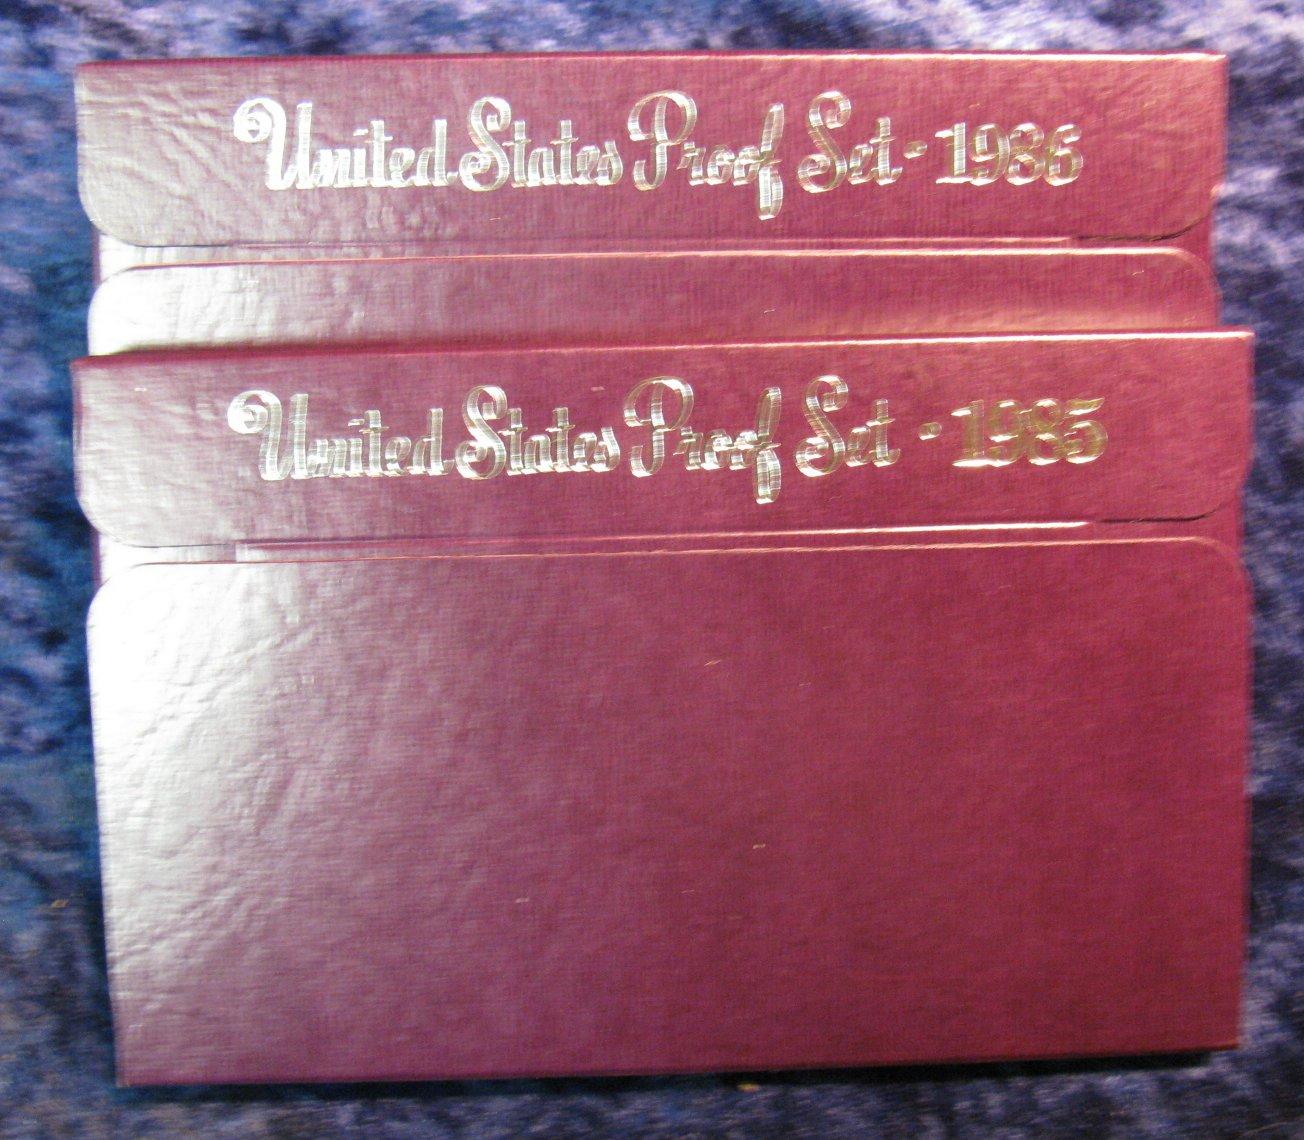 United States Proof Set - 1986
United States Proof Set - 1985